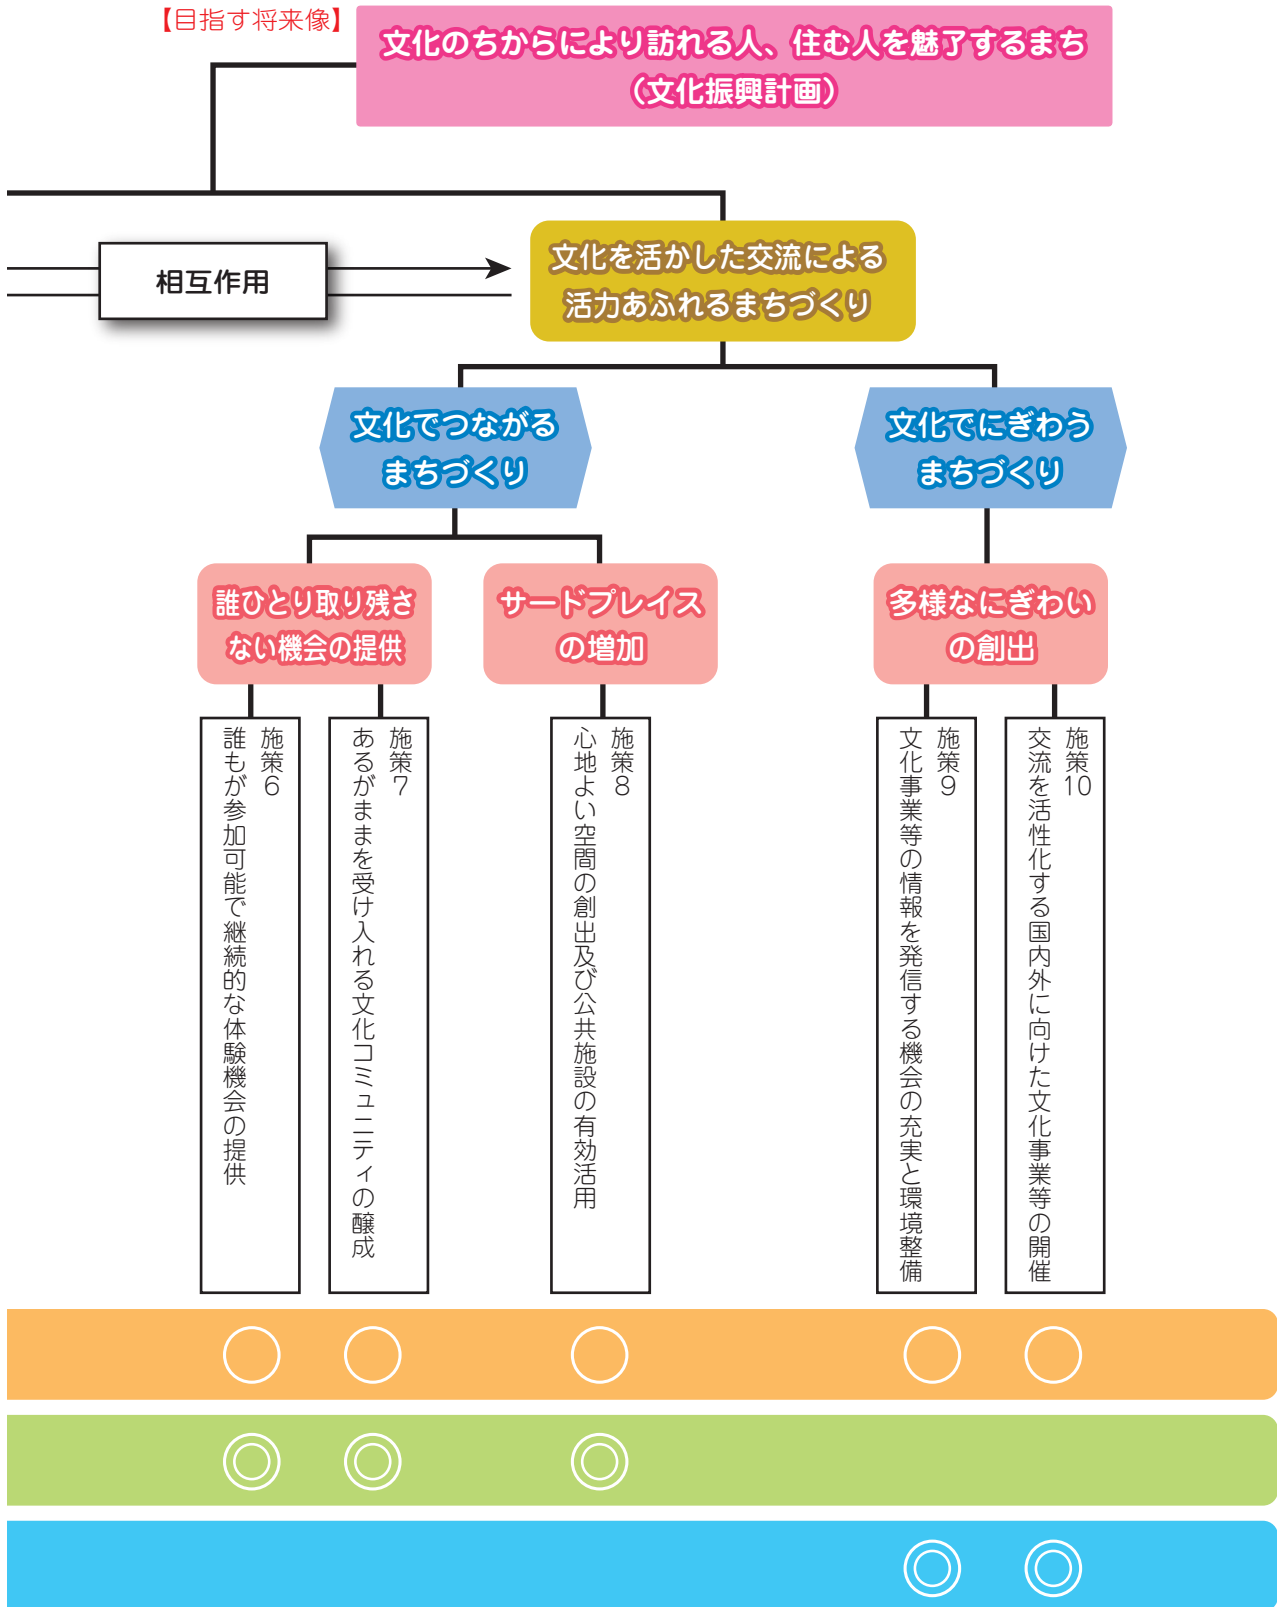 【目指す将来像】
文化のちからにより訪れる人、住む人を魅了するまち
（文化振興計画）
相互作用
文化を活かした交流による
活力あふれるまちづくり
文化でつながる
まちづくり
文化でにぎわう
まちづくり
誰ひとり取り残さ
ない機会の提供
サードプレイス
の増加
多様なにぎわい
の創出
施策６
誰もが参加可能で継続的な体験機会の提供
施策７
あるがままを受け入れる文化コミュニティの醸成
施策８
心地よい空間の創出及び公共施設の有効活用
施策９
文化事業等の情報を発信する機会の充実と環境整備
施策10
交流を活性化する国内外に向けた文化事業等の開催
○ ○ ○ ○ ○
◎ ◎ ◎
◎ ◎